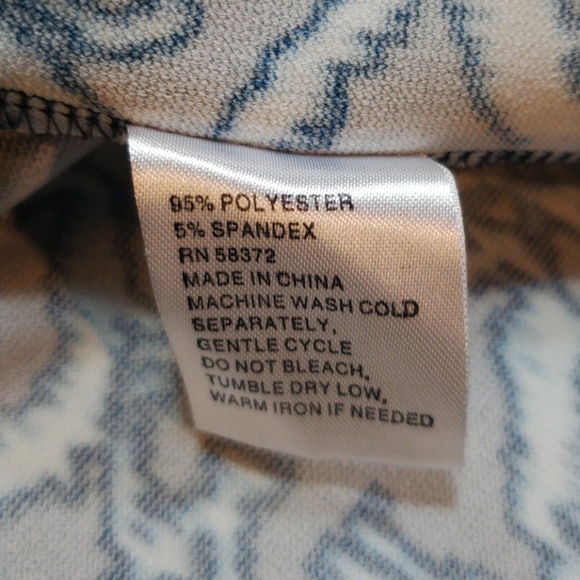 95% POLYESTER
5% SPANDEX
RN 58372
MADE IN CHINA
MACHINE WASH COLD
SEPARATELY,
GENTLE CYCLE
DO NOT BLEACH,
TUMBLE DRY LOW,
WARM IRON IF NEEDED